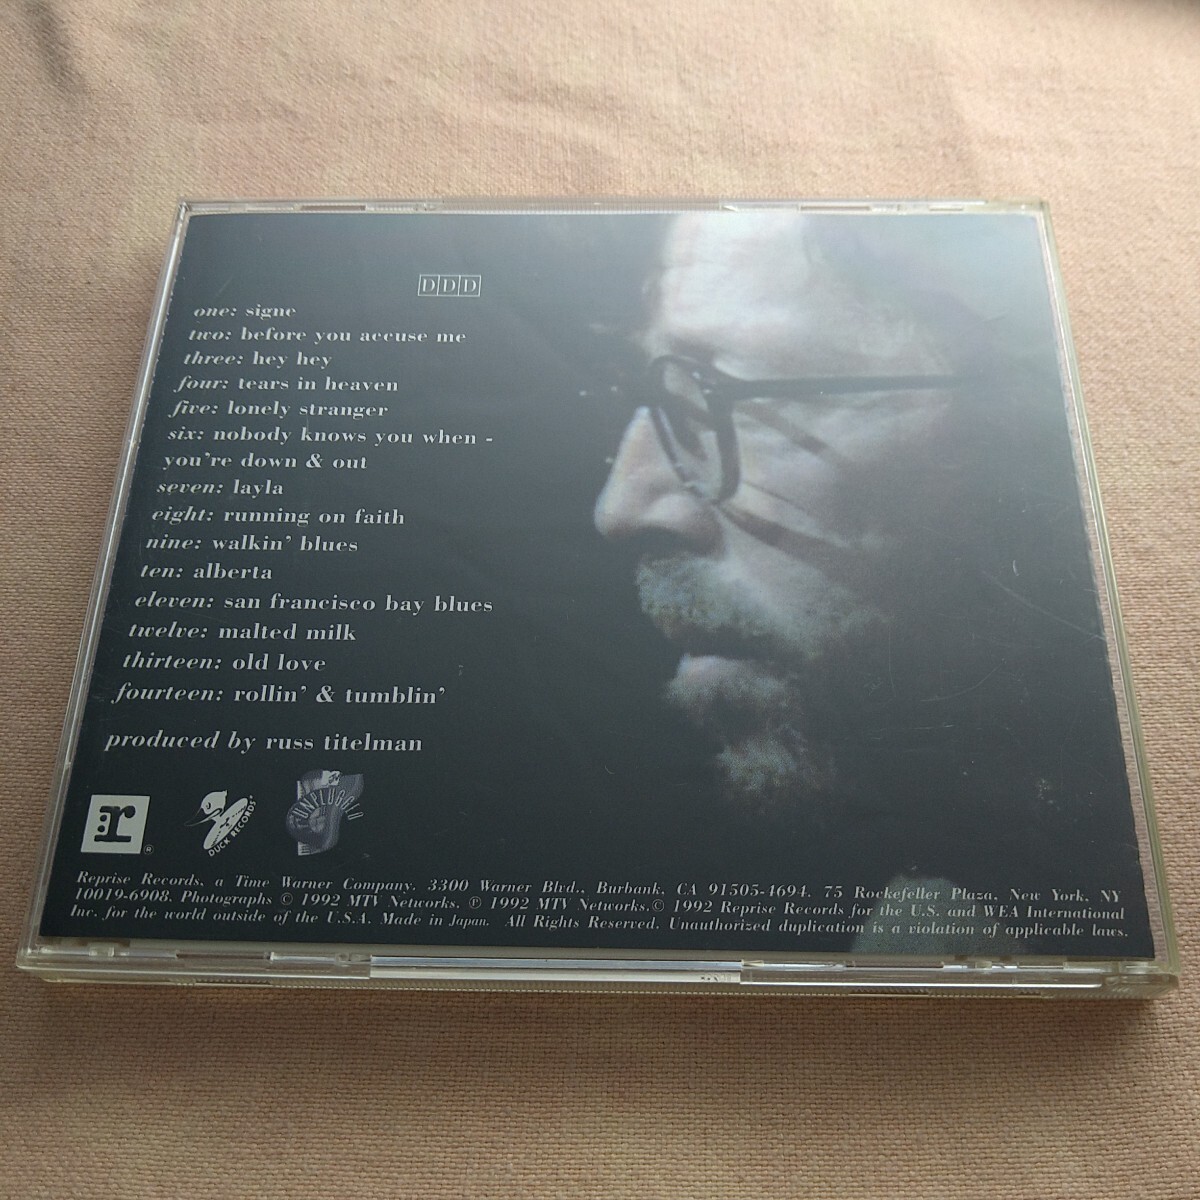 DDD
one: signe
two: before you accuse me
three: hey hey
four: tears in heaven
five: lonely stranger
six: nobody knows you when -
you're down & out
seven: layla
eight: running on faith
nine: walkin' blues
ten: alberta
eleven: san francisco bay blues
twelve: malted milk
thirteen: old love
fourteen: rollin' & tumblin'
produced by russ titelman
:r ®
DUCK RECORDS
MTV UNPLUGGED
Reprise Records, a Time Warner Company. 3300 Warner Blvd., Burbank, CA 91505-4694. 75 Rockefeller Plaza, New York, NY
10019-6908. Photographs © 1992 MTV Networks. ℗ 1992 MTV Networks. © 1992 Reprise Records for the U.S. and WEA International
Inc. for the world outside of the U.S.A. Made in Japan. All Rights Reserved. Unauthorized duplication is a violation of applicable laws.